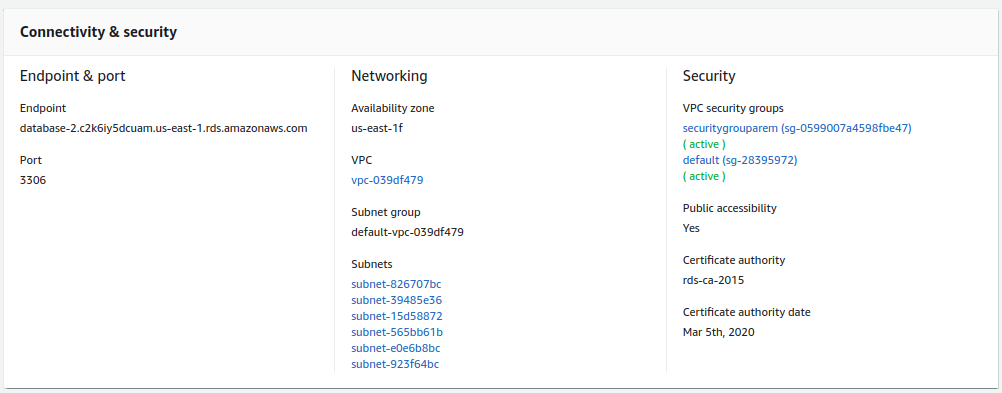 Connectivity & security
Endpoint & port
Endpoint
database-2.c2k6iy5dcuam.us-east-1.rds.amazonaws.com
Port
3306
Networking
Availability zone
us-east-1f
VPC
vpc-039df479
Subnet group
default-vpc-039df479
Subnets
subnet-826707bc
subnet-39485e36
subnet-15d58872
subnet-565bb61b
subnet-e0e6b8bc
subnet-923f64bc
Security
VPC security groups
securitygrouparem (sg-0599007a4598fbe47)
( active )
default (sg-28395972)
( active )
Public accessibility
Yes
Certificate authority
rds-ca-2015
Certificate authority date
Mar 5th, 2020